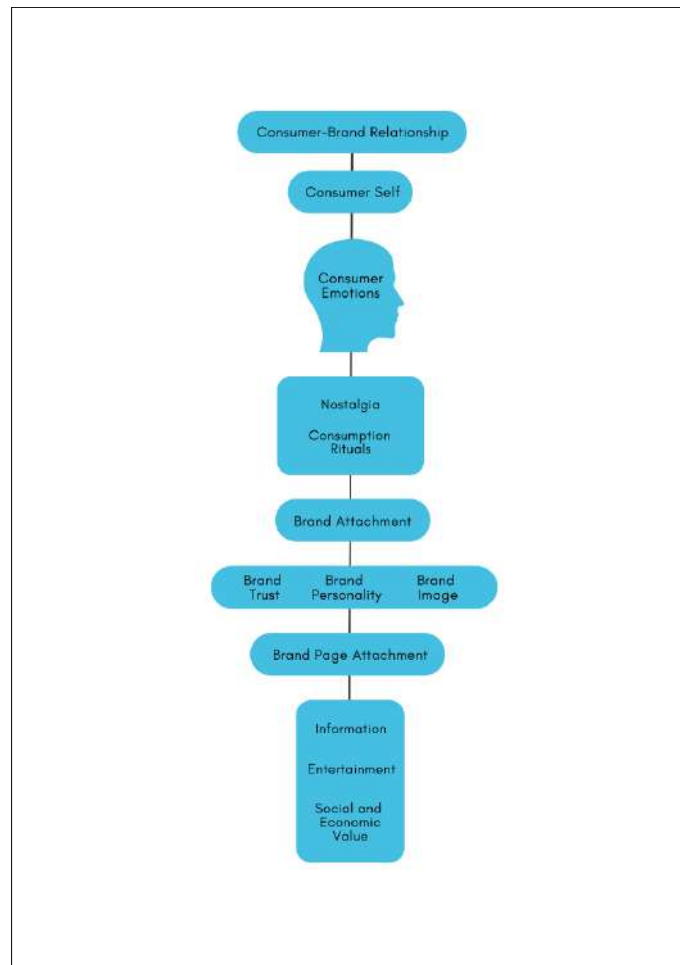 Consumer-Brand Relationship
Consumer Self
Consumer
Emotions
Nostalgia
Consumption
Rituals
Brand Attachment
Brand
Trust
Brand
Personality
Brand
Image
Brand Page Attachment
Information
Entertainment
Social and
Economic
Value